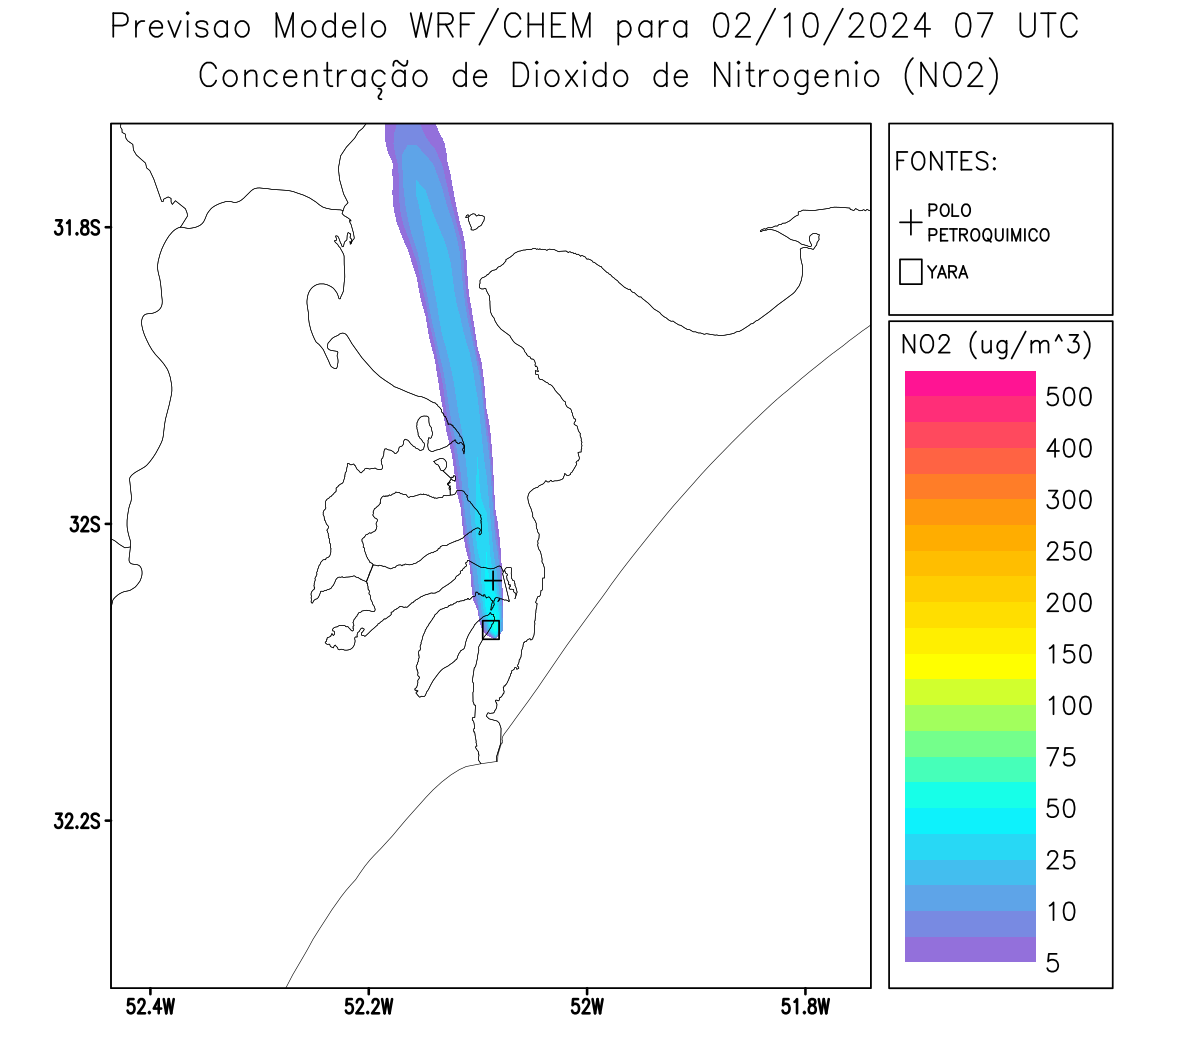 Previsao Modelo WRF/CHEM para 02/10/2024 07 UTC
Concentração de Dioxido de Nitrogenio (NO2)
FONTES:
POLO
PETROQUIMICO
YARA
NO2 (ug/m^3)
500
400
300
250
200
150
100
75
50
25
10
5
31.8S
32S
32.2S
52.4W
52.2W
52W
51.8W